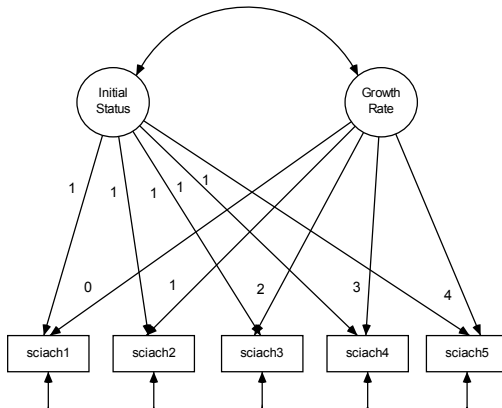 Initial
Status
Growth
Rate
1
1
1
1
1
0
1
2
3
4
sciach1
sciach2
sciach3
sciach4
sciach5